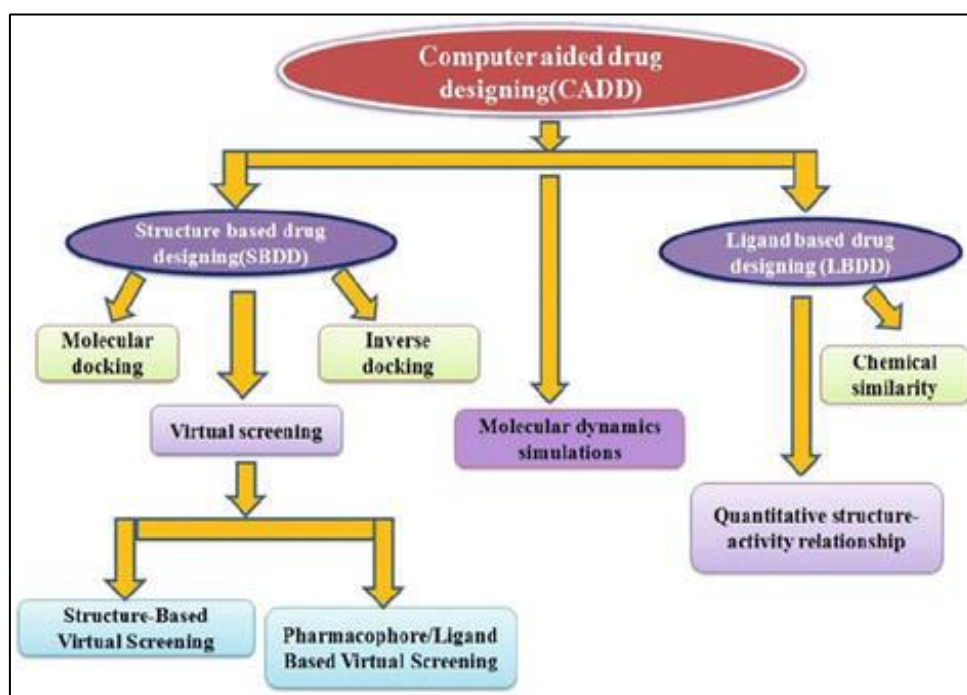 Computer aided drug
designing(CADD)
Structure based drug
designing(SBDD)
Ligand based drug
designing (LBDD)
Molecular
docking
Inverse
docking
Chemical
similarity
Virtual screening
Molecular dynamics
simulations
Quantitative structure-
activity relationship
Structure-Based
Virtual Screening
Pharmacophore/Ligand
Based Virtual Screening